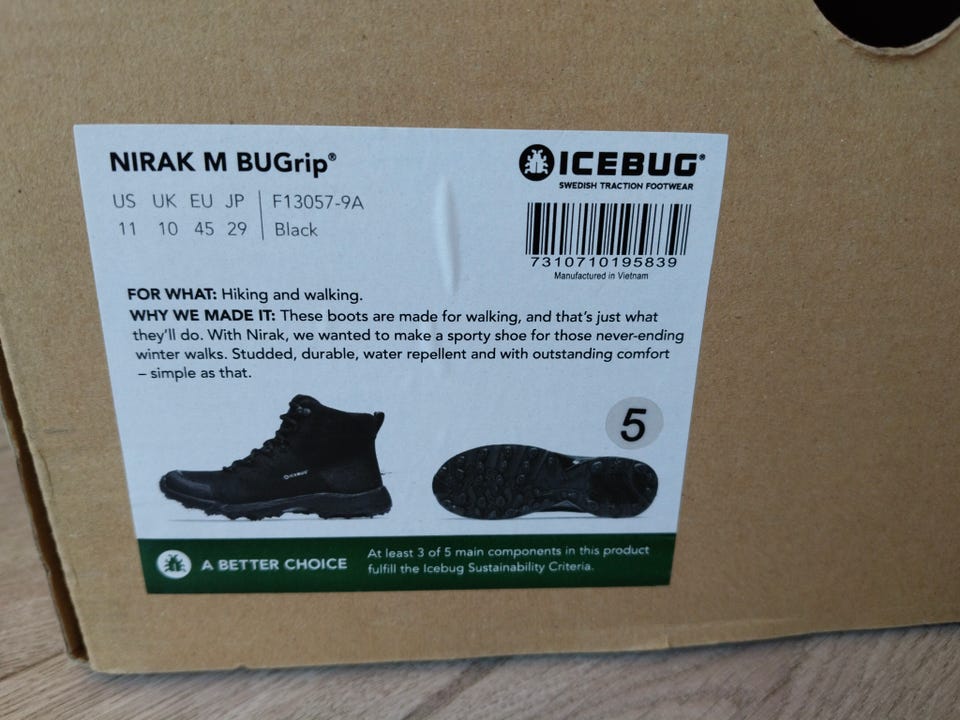 NIRAK M BUGrip®
US UK EU JP F13057-9A
11 10 45 29 Black
ICEBUG®
SWEDISH TRACTION FOOTWEAR
7310710195839
Manufactured in Vietnam
FOR WHAT: Hiking and walking.
WHY WE MADE IT: These boots are made for walking, and that's just what
they'll do. With Nirak, we wanted to make a sporty shoe for those never-ending
winter walks. Studded, durable, water repellent and with outstanding comfort
– simple as that.
5
ICEBUG
A BETTER CHOICE
At least 3 of 5 main components in this product
fulfill the Icebug Sustainability Criteria.